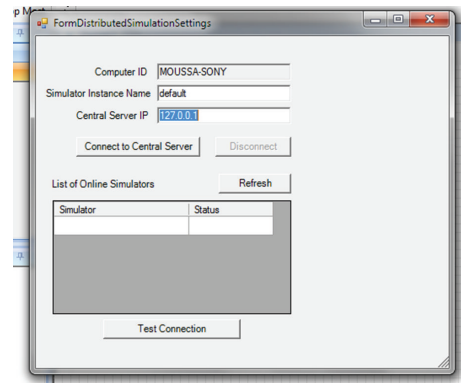 FormDistributedSimulationSettings
Computer ID MOUSSA-SONY
Simulator Instance Name default
Central Server IP 127.0.0.1
Connect to Central Server Disconnect
List of Online Simulators Refresh
Simulator Status
Test Connection